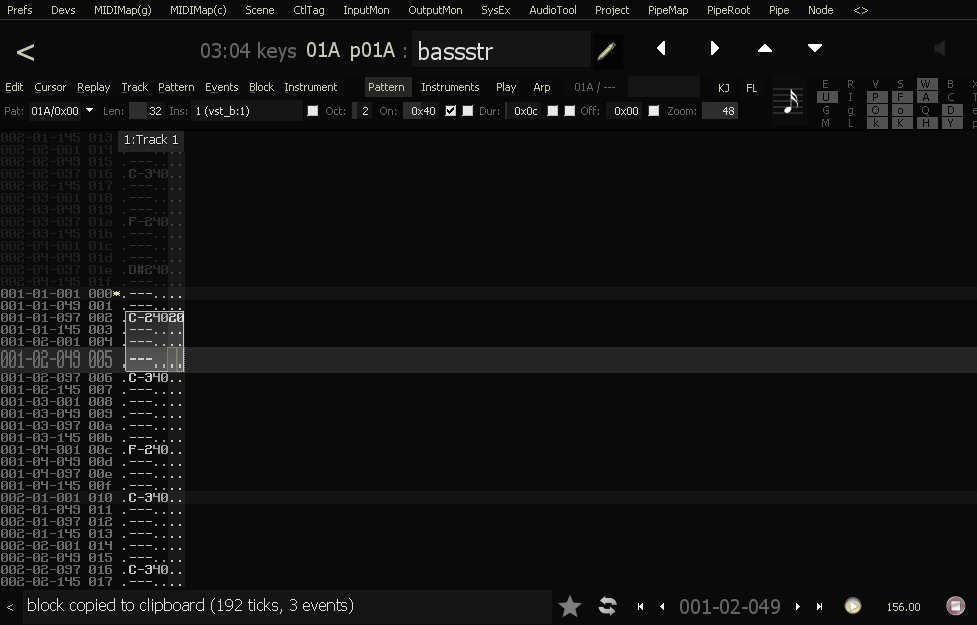 Prefs Devs MIDIMap(g) MIDIMap(c) Scene CtlTag InputMon OutputMon SysEx AudioTool Project PipeMap PipeRoot Pipe Node <>
< 03:04 keys 01A p01A : bassstr
Edit Cursor Replay Track Pattern Events Block Instrument Pattern Instruments Play Arp 01A / --- KJ FL
Pat: 01A/0x00 Len: 32 Ins: 1 (vst_b:1) Oct: 2 On: 0x40 Dur: 0x0c Off: 0x00 Zoom: 48
E R V S W B
U I P F A C
G g O o Q D
M L k K H Y
1:Track 1
002-01-145 013
002-02-001 014 .---....
002-02-049 015 .---....
002-02-097 016 .C-340..
002-02-145 017 .---....
002-03-001 018 .---....
002-03-049 019 .---....
002-03-097 01a .F-240..
002-03-145 01b .---....
002-04-001 01c .---....
002-04-049 01d .---....
002-04-097 01e .D#240..
002-04-145 01f .---....
001-01-001 000*.---....
001-01-049 001 .---....
001-01-097 002 .C-24020
001-01-145 003 .---....
001-02-001 004 .---....
001-02-049 005 .---....
001-02-097 006 .C-340..
001-02-145 007 .---....
001-03-001 008 .---....
001-03-049 009 .---....
001-03-097 00a .---....
001-03-145 00b .---....
001-04-001 00c .F-240..
001-04-049 00d .---....
001-04-097 00e .---....
001-04-145 00f .---....
002-01-001 010 .C-340..
002-01-049 011 .---....
002-01-097 012 .---....
002-01-145 013 .---....
002-02-001 014 .---....
002-02-049 015 .---....
002-02-097 016 .C-340..
002-02-145 017 .---....
< block copied to clipboard (192 ticks, 3 events) 001-02-049 156.00